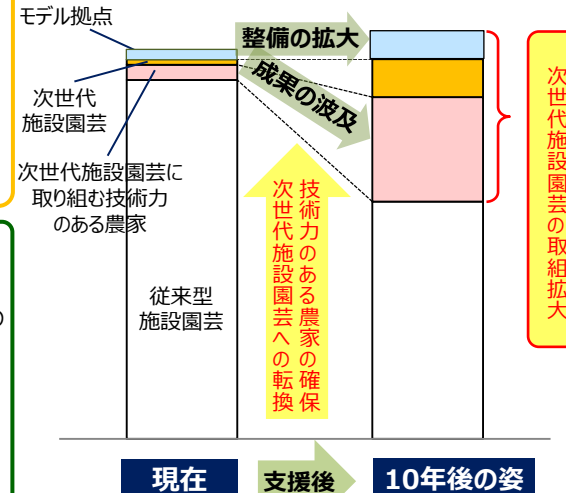 モデル拠点
整備の拡大
成果の波及
次世代
施設園芸
次世代施設園芸に
取り組む技術力
のある農家
従来型
施設園芸
技術力のある農家の確保
次世代施設園芸への転換
次世代施設園芸の取組拡大
の
現在
支援後
10年後の姿